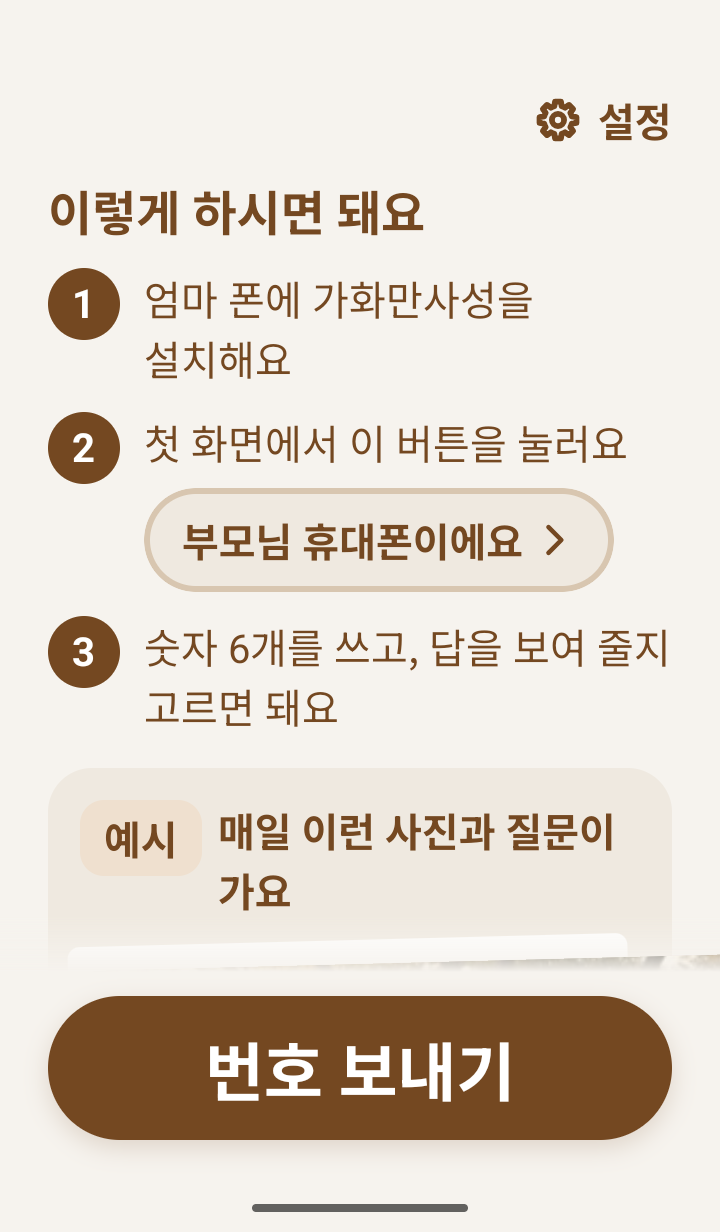 설정
이렇게 하시면 돼요
1 엄마 폰에 가화만사성을
설치해요
2 첫 화면에서 이 버튼을 눌러요
부모님 휴대폰이에요
3 숫자 6개를 쓰고, 답을 보여 줄지
고르면 돼요
예시 매일 이런 사진과 질문이
가요
번호 보내기